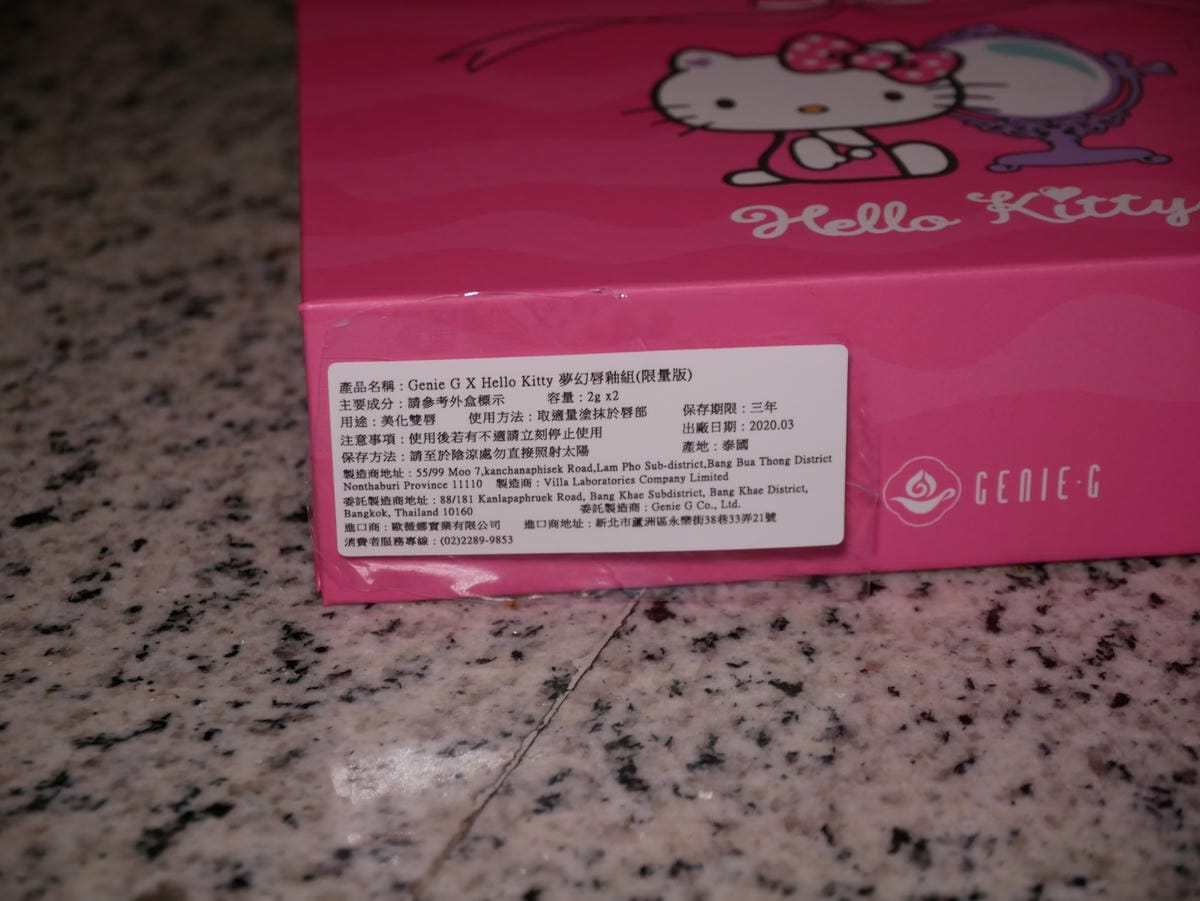 Hello Kitty
產品名稱：Genie G X Hello Kitty 夢幻唇釉組(限量版)
主要成分：請參考外盒標示 容量：2g x2
用途：美化雙唇 使用方法：取適量塗抹於唇部 保存期限：三年
注意事項：使用後若有不適請立刻停止使用 出廠日期：2020.03
保存方法：請至於陰涼處勿直接照射太陽 產地：泰國
製造商地址：55/99 Moo 7,kanchanaphisek Road,Lam Pho Sub-district,Bang Bua Thong District
Nonthaburi Province 11110 製造商：Villa Laboratories Company Limited
委託製造商地址：88/181 Kanlapaphruek Road, Bang Khae Subdistrict, Bang Khae District,
Bangkok, Thailand 10160 委託製造商：Genie G Co., Ltd.
進口商：歐薇娜實業有限公司 進口商地址：新北市蘆洲區永樂街38巷33弄21號
消費者服務專線：(02)2289-9853
GENIE·G